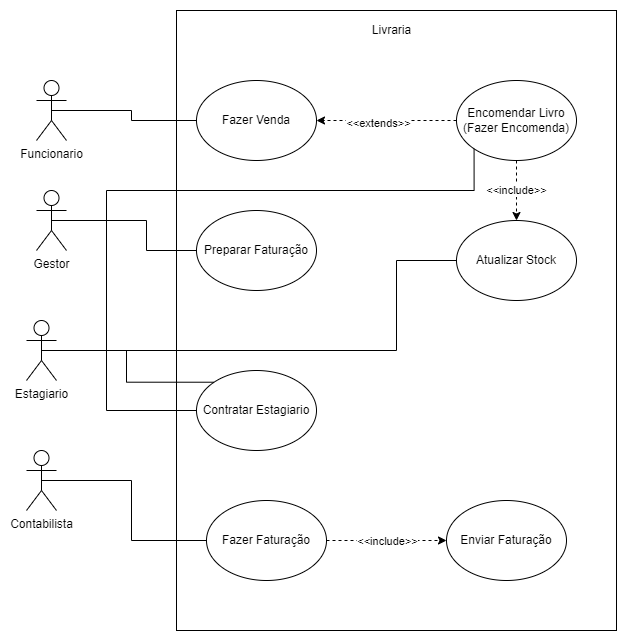 Livraria
Funcionario
Fazer Venda
<<extends>>
Encomendar Livro
(Fazer Encomenda)
<<include>>
Gestor
Preparar Faturação
Atualizar Stock
Estagiario
Contratar Estagiario
Contabilista
Fazer Faturação
<<include>>
Enviar Faturação